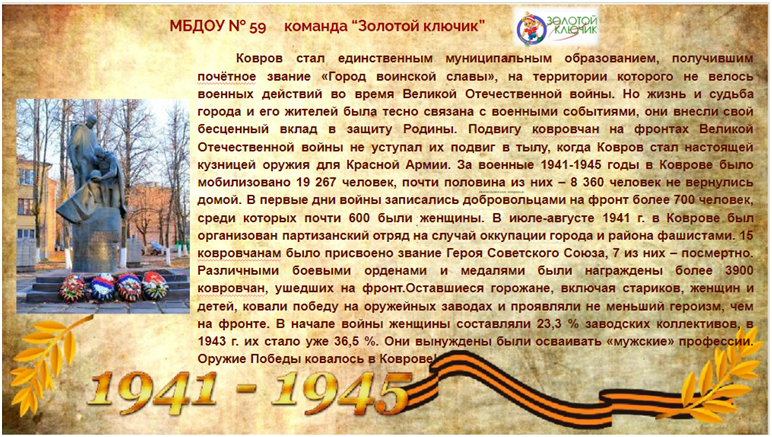 МБДОУ № 59 команда “Золотой ключик”
ЗОЛОТОЙ
КЛЮЧИК
Ковров стал единственным муниципальным образованием, получившим
почётное звание «Город воинской славы», на территории которого не велось
военных действий во время Великой Отечественной войны. Но жизнь и судьба
города и его жителей была тесно связана с военными событиями, они внесли свой
бесценный вклад в защиту Родины. Подвигу ковровчан на фронтах Великой
Отечественной войны не уступал их подвиг в тылу, когда Ковров стал настоящей
кузницей оружия для Красной Армии. За военные 1941-1945 годы в Коврове было
мобилизовано 19 267 человек, почти половина из них – 8 360 человек не вернулись
домой. В первые дни войны записались добровольцами на фронт более 700 человек,
среди которых почти 600 были женщины. В июле-августе 1941 г. в Коврове был
организован партизанский отряд на случай оккупации города и района фашистами. 15
ковровчанам было присвоено звание Героя Советского Союза, 7 из них – посмертно.
Различными боевыми орденами и медалями были награждены более 3900
ковровчан, ушедших на фронт.Оставшиеся горожане, включая стариков, женщин и
детей, ковали победу на оружейных заводах и проявляли не меньший героизм, чем
на фронте. В начале войны женщины составляли 23,3 % заводских коллективов, в
1943 г. их стало уже 36,5 %. Они вынуждены были осваивать «мужские» профессии.
Оружие Победы ковалось в Коврове!
1941 - 1945